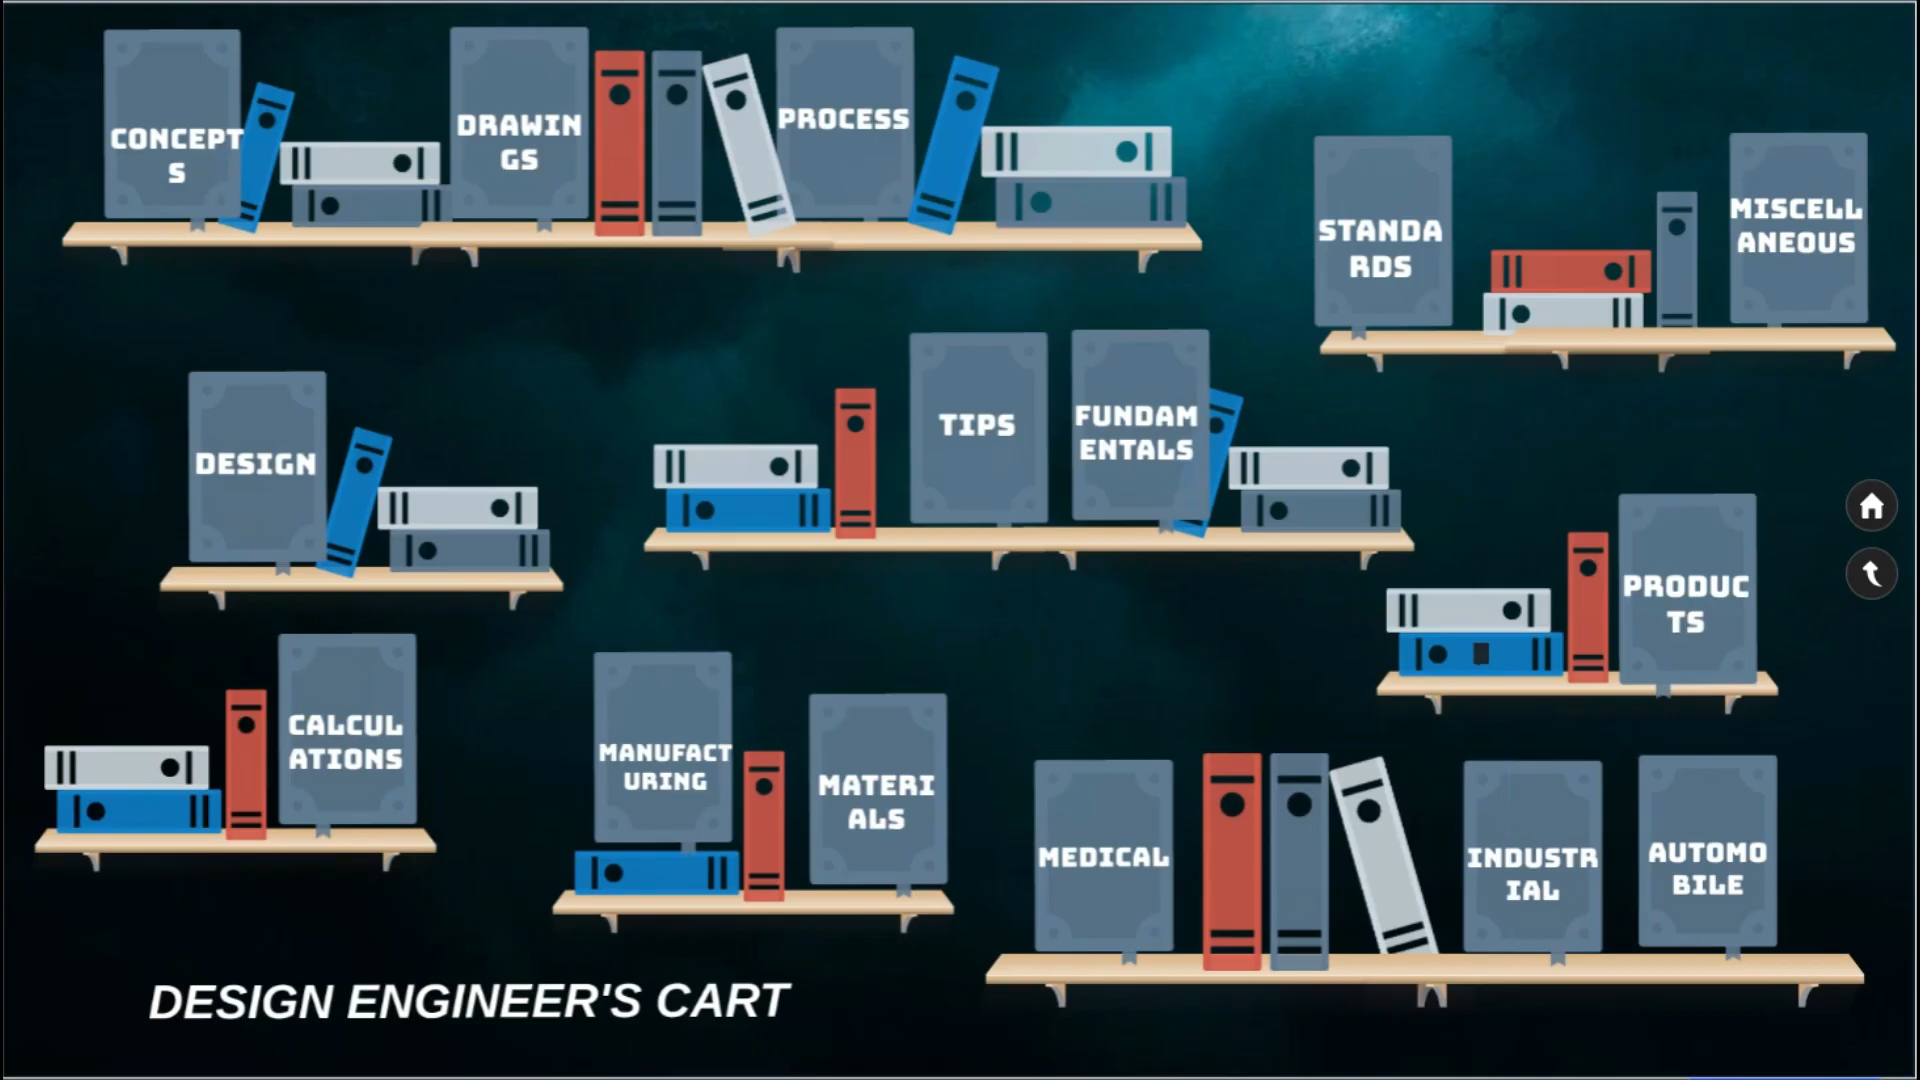 CONCEPT
S
DRAWIN
GS
PROCESS
STANDA
RDS
MISCELL
ANEOUS
DESIGN
TIPS
FUNDAM
ENTALS
PRODUC
TS
CALCUL
ATIONS
MANUFACT
URING
MATERI
ALS
MEDICAL
INDUSTR
IAL
AUTOMO
BILE
DESIGN ENGINEER'S CART